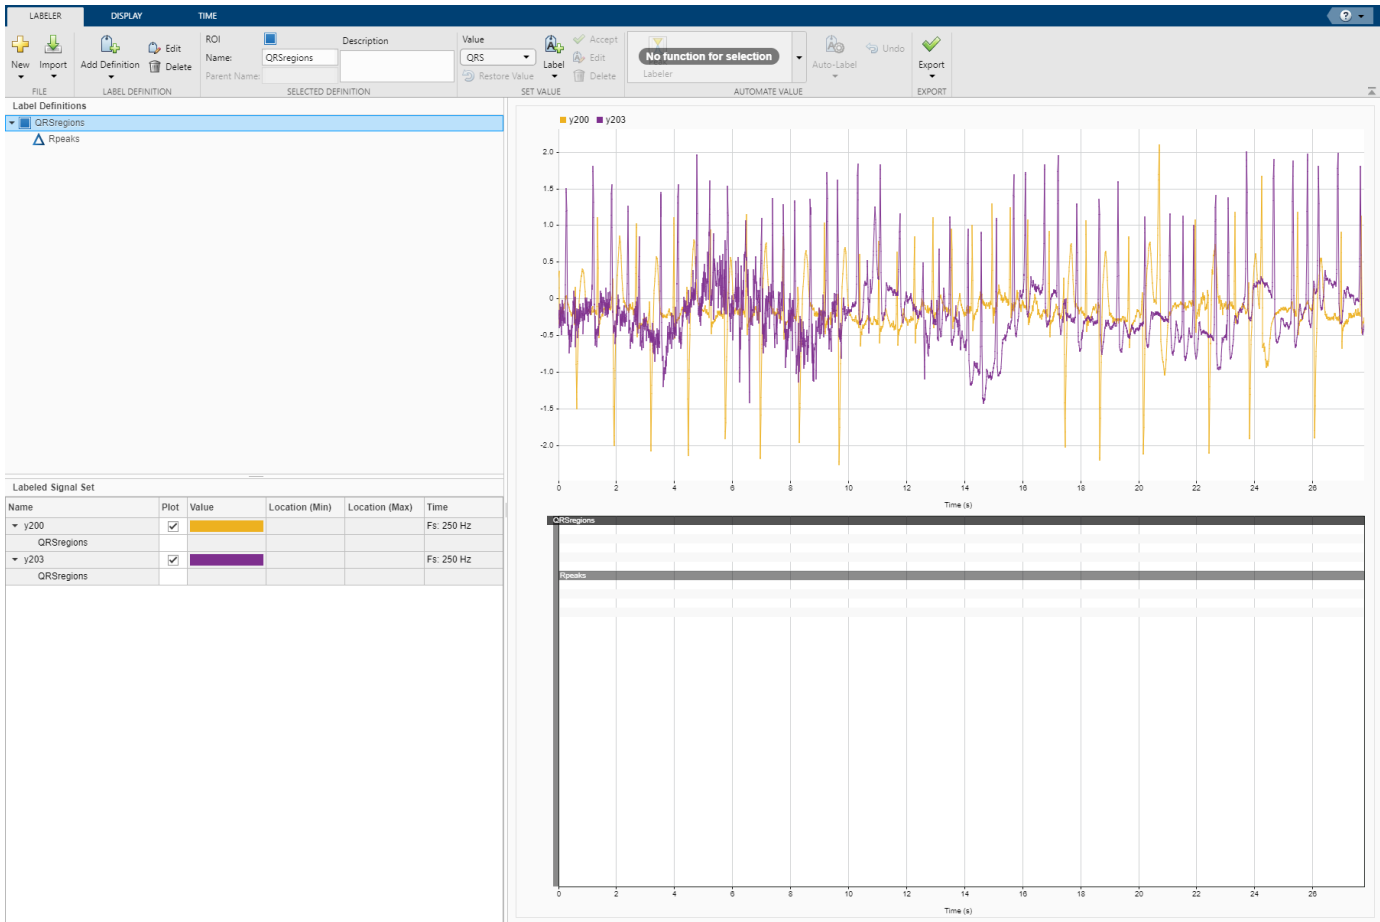 LABELER DISPLAY TIME ?
New Import Add Definition Edit Delete ROI Name: QRSregions Parent Name: Description Value QRS Restore Value Label Accept Edit Delete No function for selection Labeler Auto-Label Undo Export
FILE LABEL DEFINITION SELECTED DEFINITION SET VALUE AUTOMATE VALUE EXPORT
Label Definitions
QRSregions
Rpeaks
Labeled Signal Set
Name Plot Value Location (Min) Location (Max) Time
y200 Fs: 250 Hz
QRSregions
y203 Fs: 250 Hz
QRSregions
y200 y203
2.0
1.5
1.0
0.5
0
-0.5
-1.0
-1.5
-2.0
0 2 4 6 8 10 12 14 16 18 20 22 24 26
Time (s)
QRSregions
Rpeaks
0 2 4 6 8 10 12 14 16 18 20 22 24 26
Time (s)